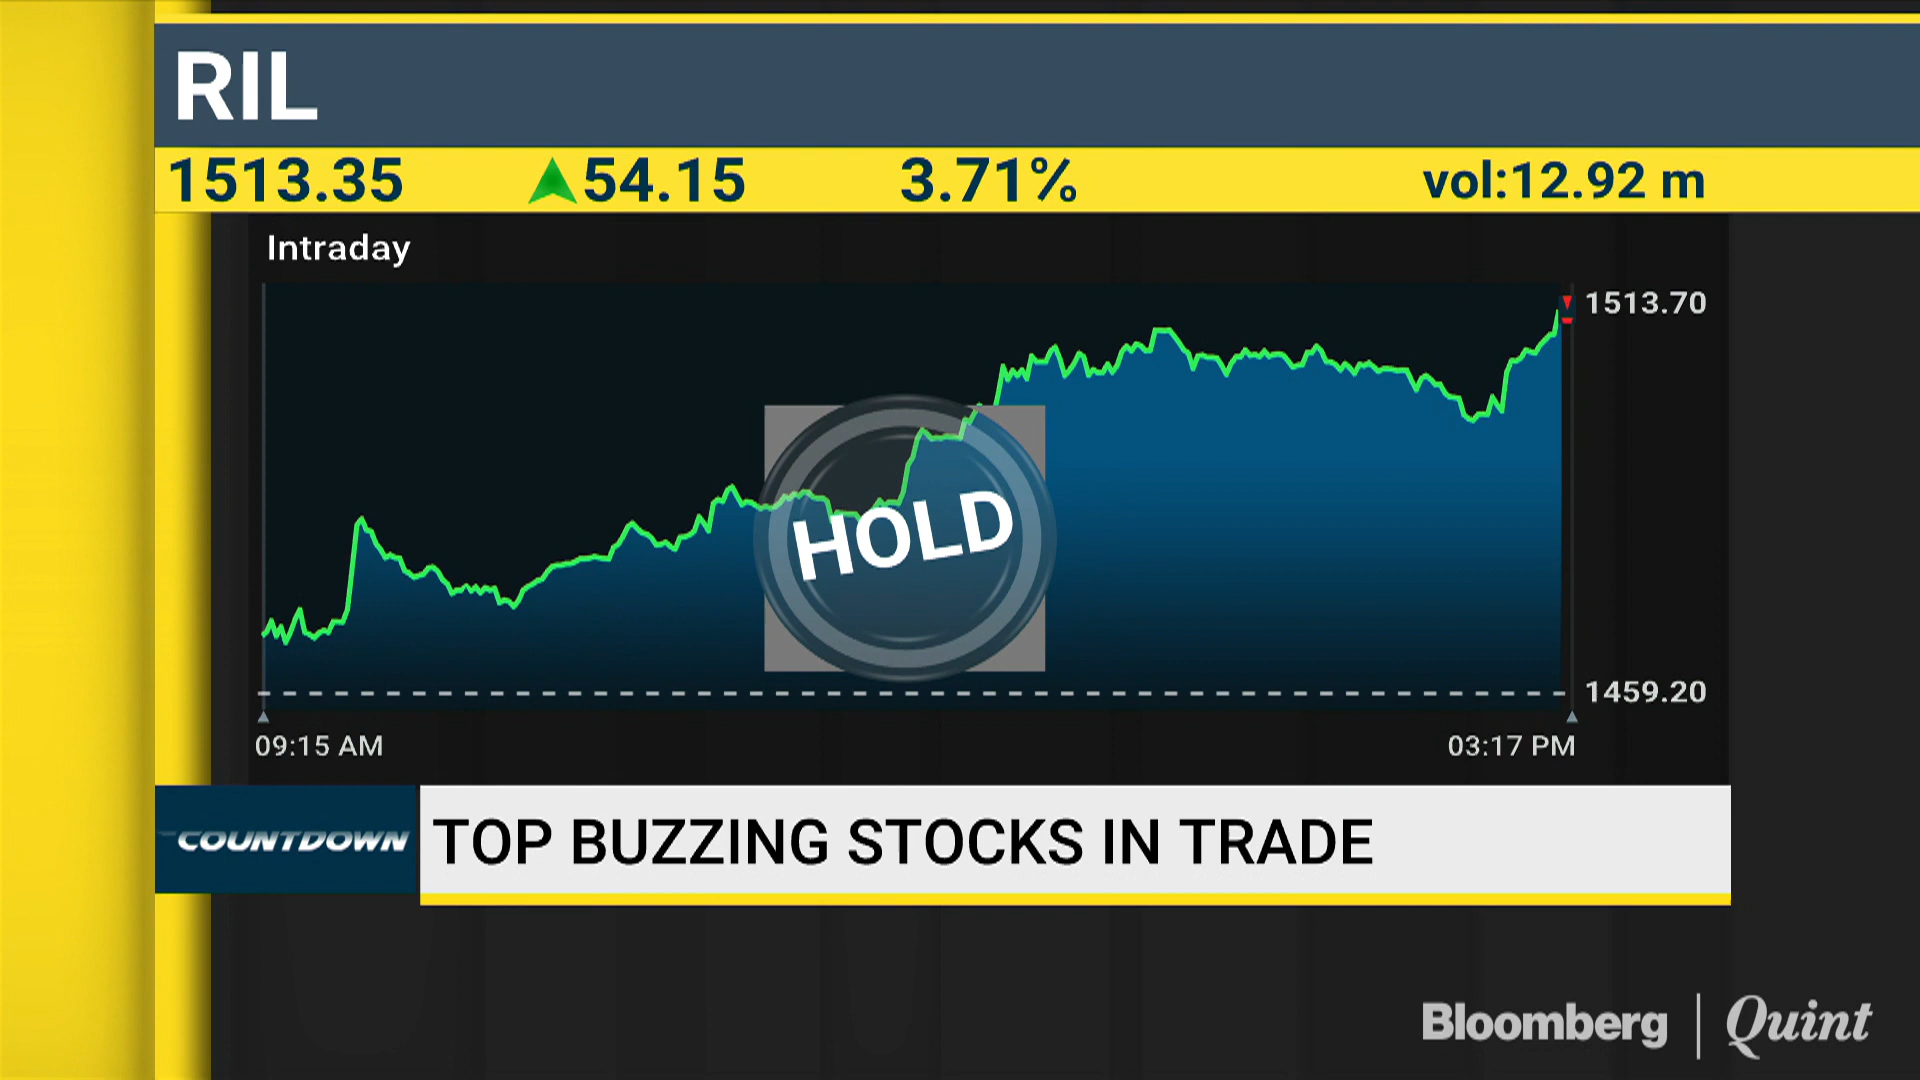 RIL
1513.35 54.15 3.71% vol:12.92 m
Intraday
1513.70
HOLD
1459.20
09:15 AM 03:17 PM
COUNTDOWN TOP BUZZING STOCKS IN TRADE
Bloomberg | Quint